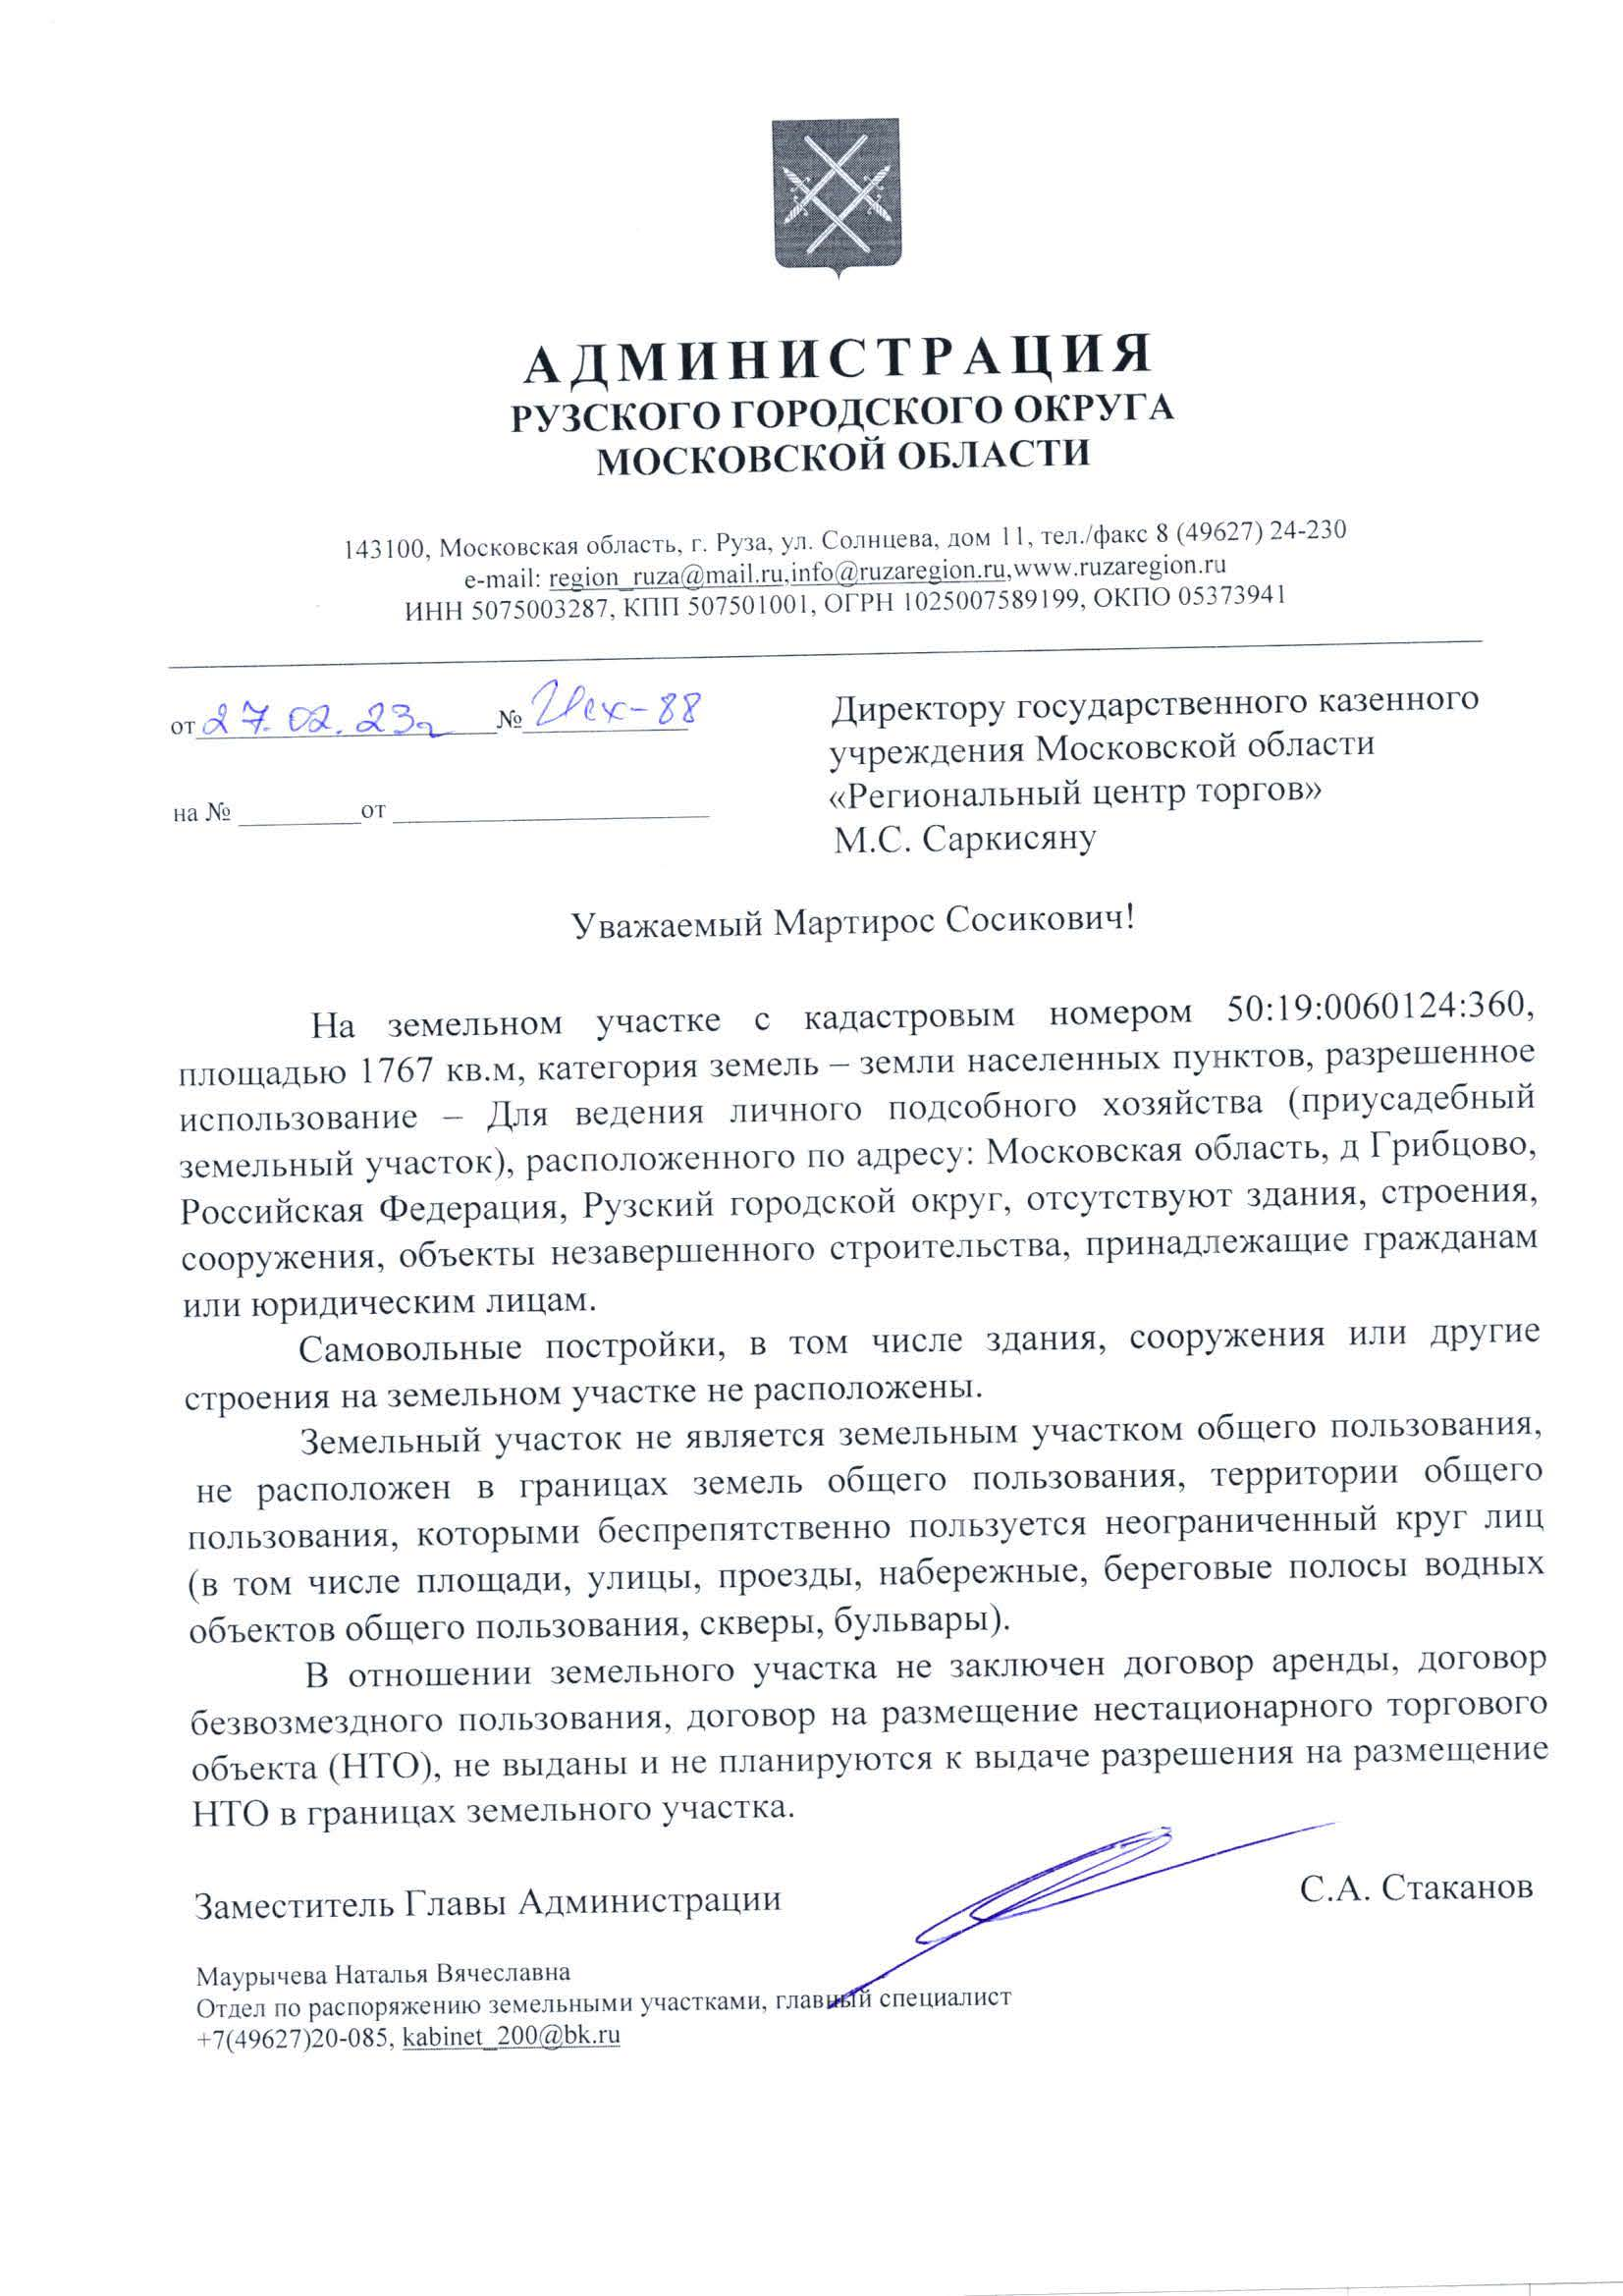 АДМИНИСТРАЦИЯ
РУЗСКОГО ГОРОДСКОГО ОКРУГА
МОСКОВСКОЙ ОБЛАСТИ
143100, Московская область, г. Руза, ул. Солнцева, дом 11, тел./факс 8 (49627) 24-230
e-mail: region_ruza@mail.ru,info@ruzaregion.ru,www.ruzaregion.ru
ИНН 5075003287, КПП 507501001, ОГРН 1025007589199, ОКПО 05373941
от 27.02.23г № Исх-88
на № __________ от __________
Директору государственного казенного
учреждения Московской области
«Региональный центр торгов»
М.С. Саркисяну
Уважаемый Мартирос Сосикович!
На земельном участке с кадастровым номером 50:19:0060124:360,
площадью 1767 кв.м, категория земель – земли населенных пунктов, разрешенное
использование – Для ведения личного подсобного хозяйства (приусадебный
земельный участок), расположенного по адресу: Московская область, д Грибцово,
Российская Федерация, Рузский городской округ, отсутствуют здания, строения,
сооружения, объекты незавершенного строительства, принадлежащие гражданам
или юридическим лицам.
Самовольные постройки, в том числе здания, сооружения или другие
строения на земельном участке не расположены.
Земельный участок не является земельным участком общего пользования,
не расположен в границах земель общего пользования, территории общего
пользования, которыми беспрепятственно пользуется неограниченный круг лиц
(в том числе площади, улицы, проезды, набережные, береговые полосы водных
объектов общего пользования, скверы, бульвары).
В отношении земельного участка не заключен договор аренды, договор
безвозмездного пользования, договор на размещение нестационарного торгового
объекта (НТО), не выданы и не планируются к выдаче разрешения на размещение
НТО в границах земельного участка.
Заместитель Главы Администрации С.А. Стаканов
Маурычева Наталья Вячеславна
Отдел по распоряжению земельными участками, главный специалист
+7(49627)20-085, kabinet_200@bk.ru